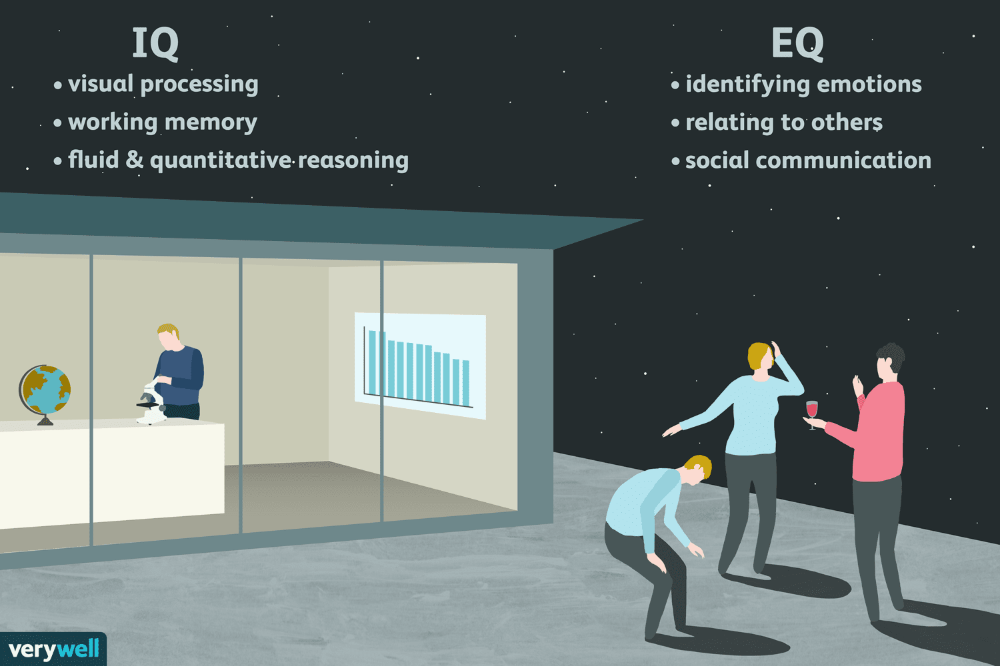 IQ
• visual processing
• working memory
• fluid & quantitative reasoning
EQ
• identifying emotions
• relating to others
• social communication
verywell